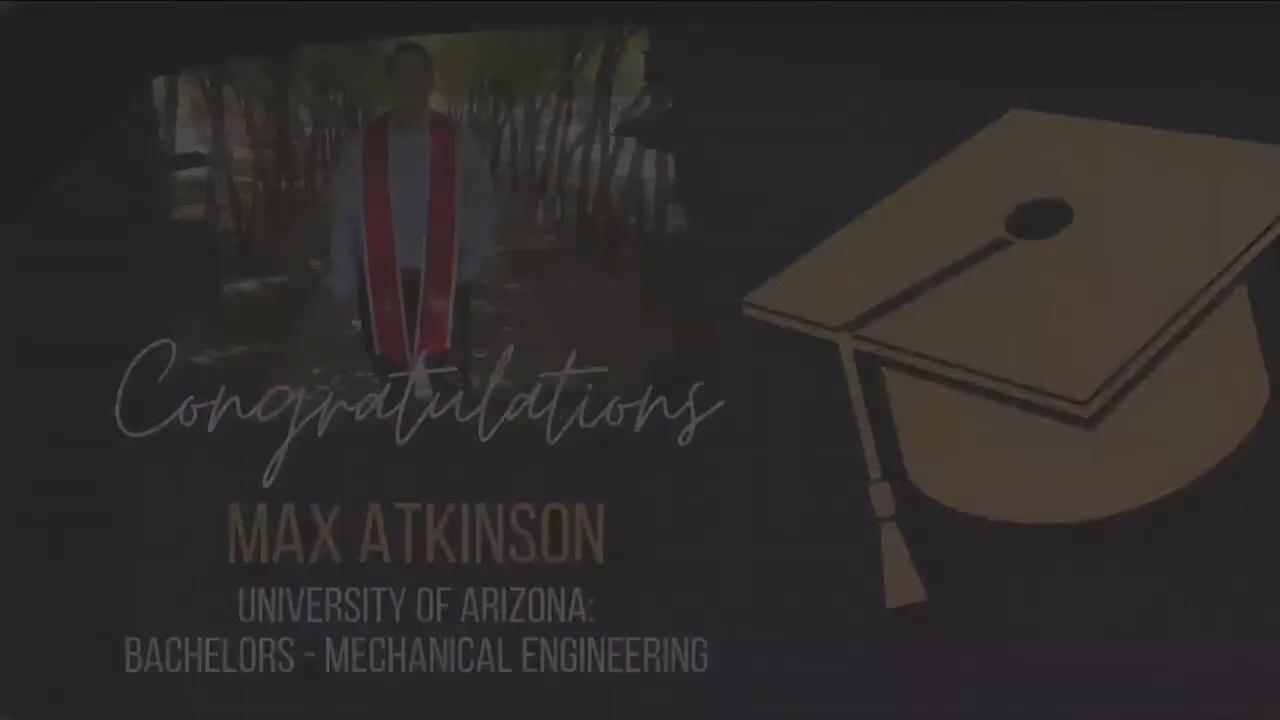 Congratulations
MAX ATKINSON
UNIVERSITY OF ARIZONA:
BACHELORS - MECHANICAL ENGINEERING